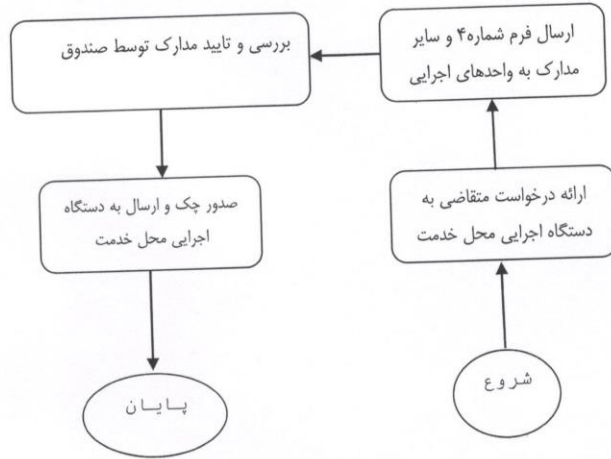 ارسال فرم شماره۴ و سایر
مدارک به واحدهای اجرایی
بررسی و تایید مدارک توسط صندوق
ارائه درخواست متقاضی به
دستگاه اجرایی محل خدمت
صدور چک و ارسال به دستگاه
اجرایی محل خدمت
شروع
پایان